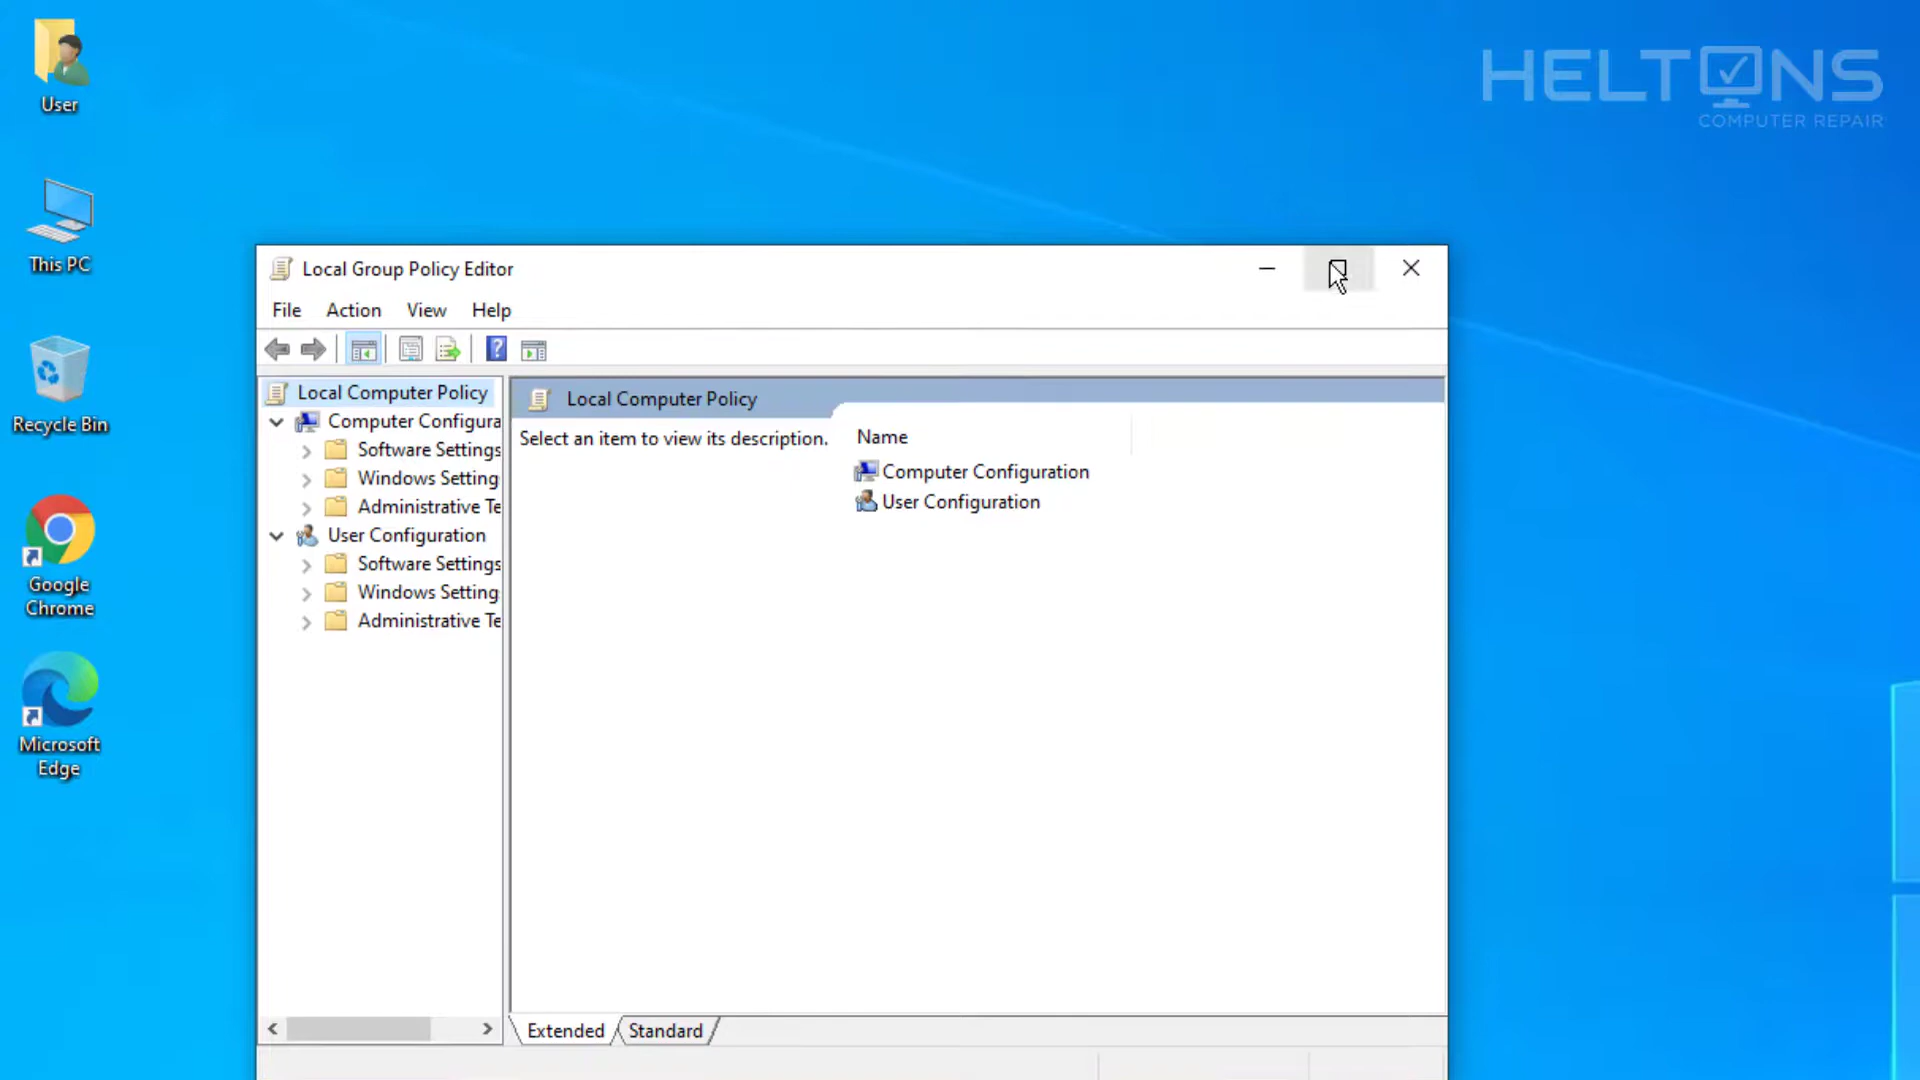 User
This PC
Recycle Bin
Google
Chrome
Microsoft
Edge
HELTONS
COMPUTER REPAIR
Local Group Policy Editor
File Action View Help
Local Computer Policy
Computer Configura
Software Settings
Windows Setting
Administrative Te
User Configuration
Software Settings
Windows Setting
Administrative Te
Local Computer Policy
Select an item to view its description.
Name
Computer Configuration
User Configuration
Extended Standard